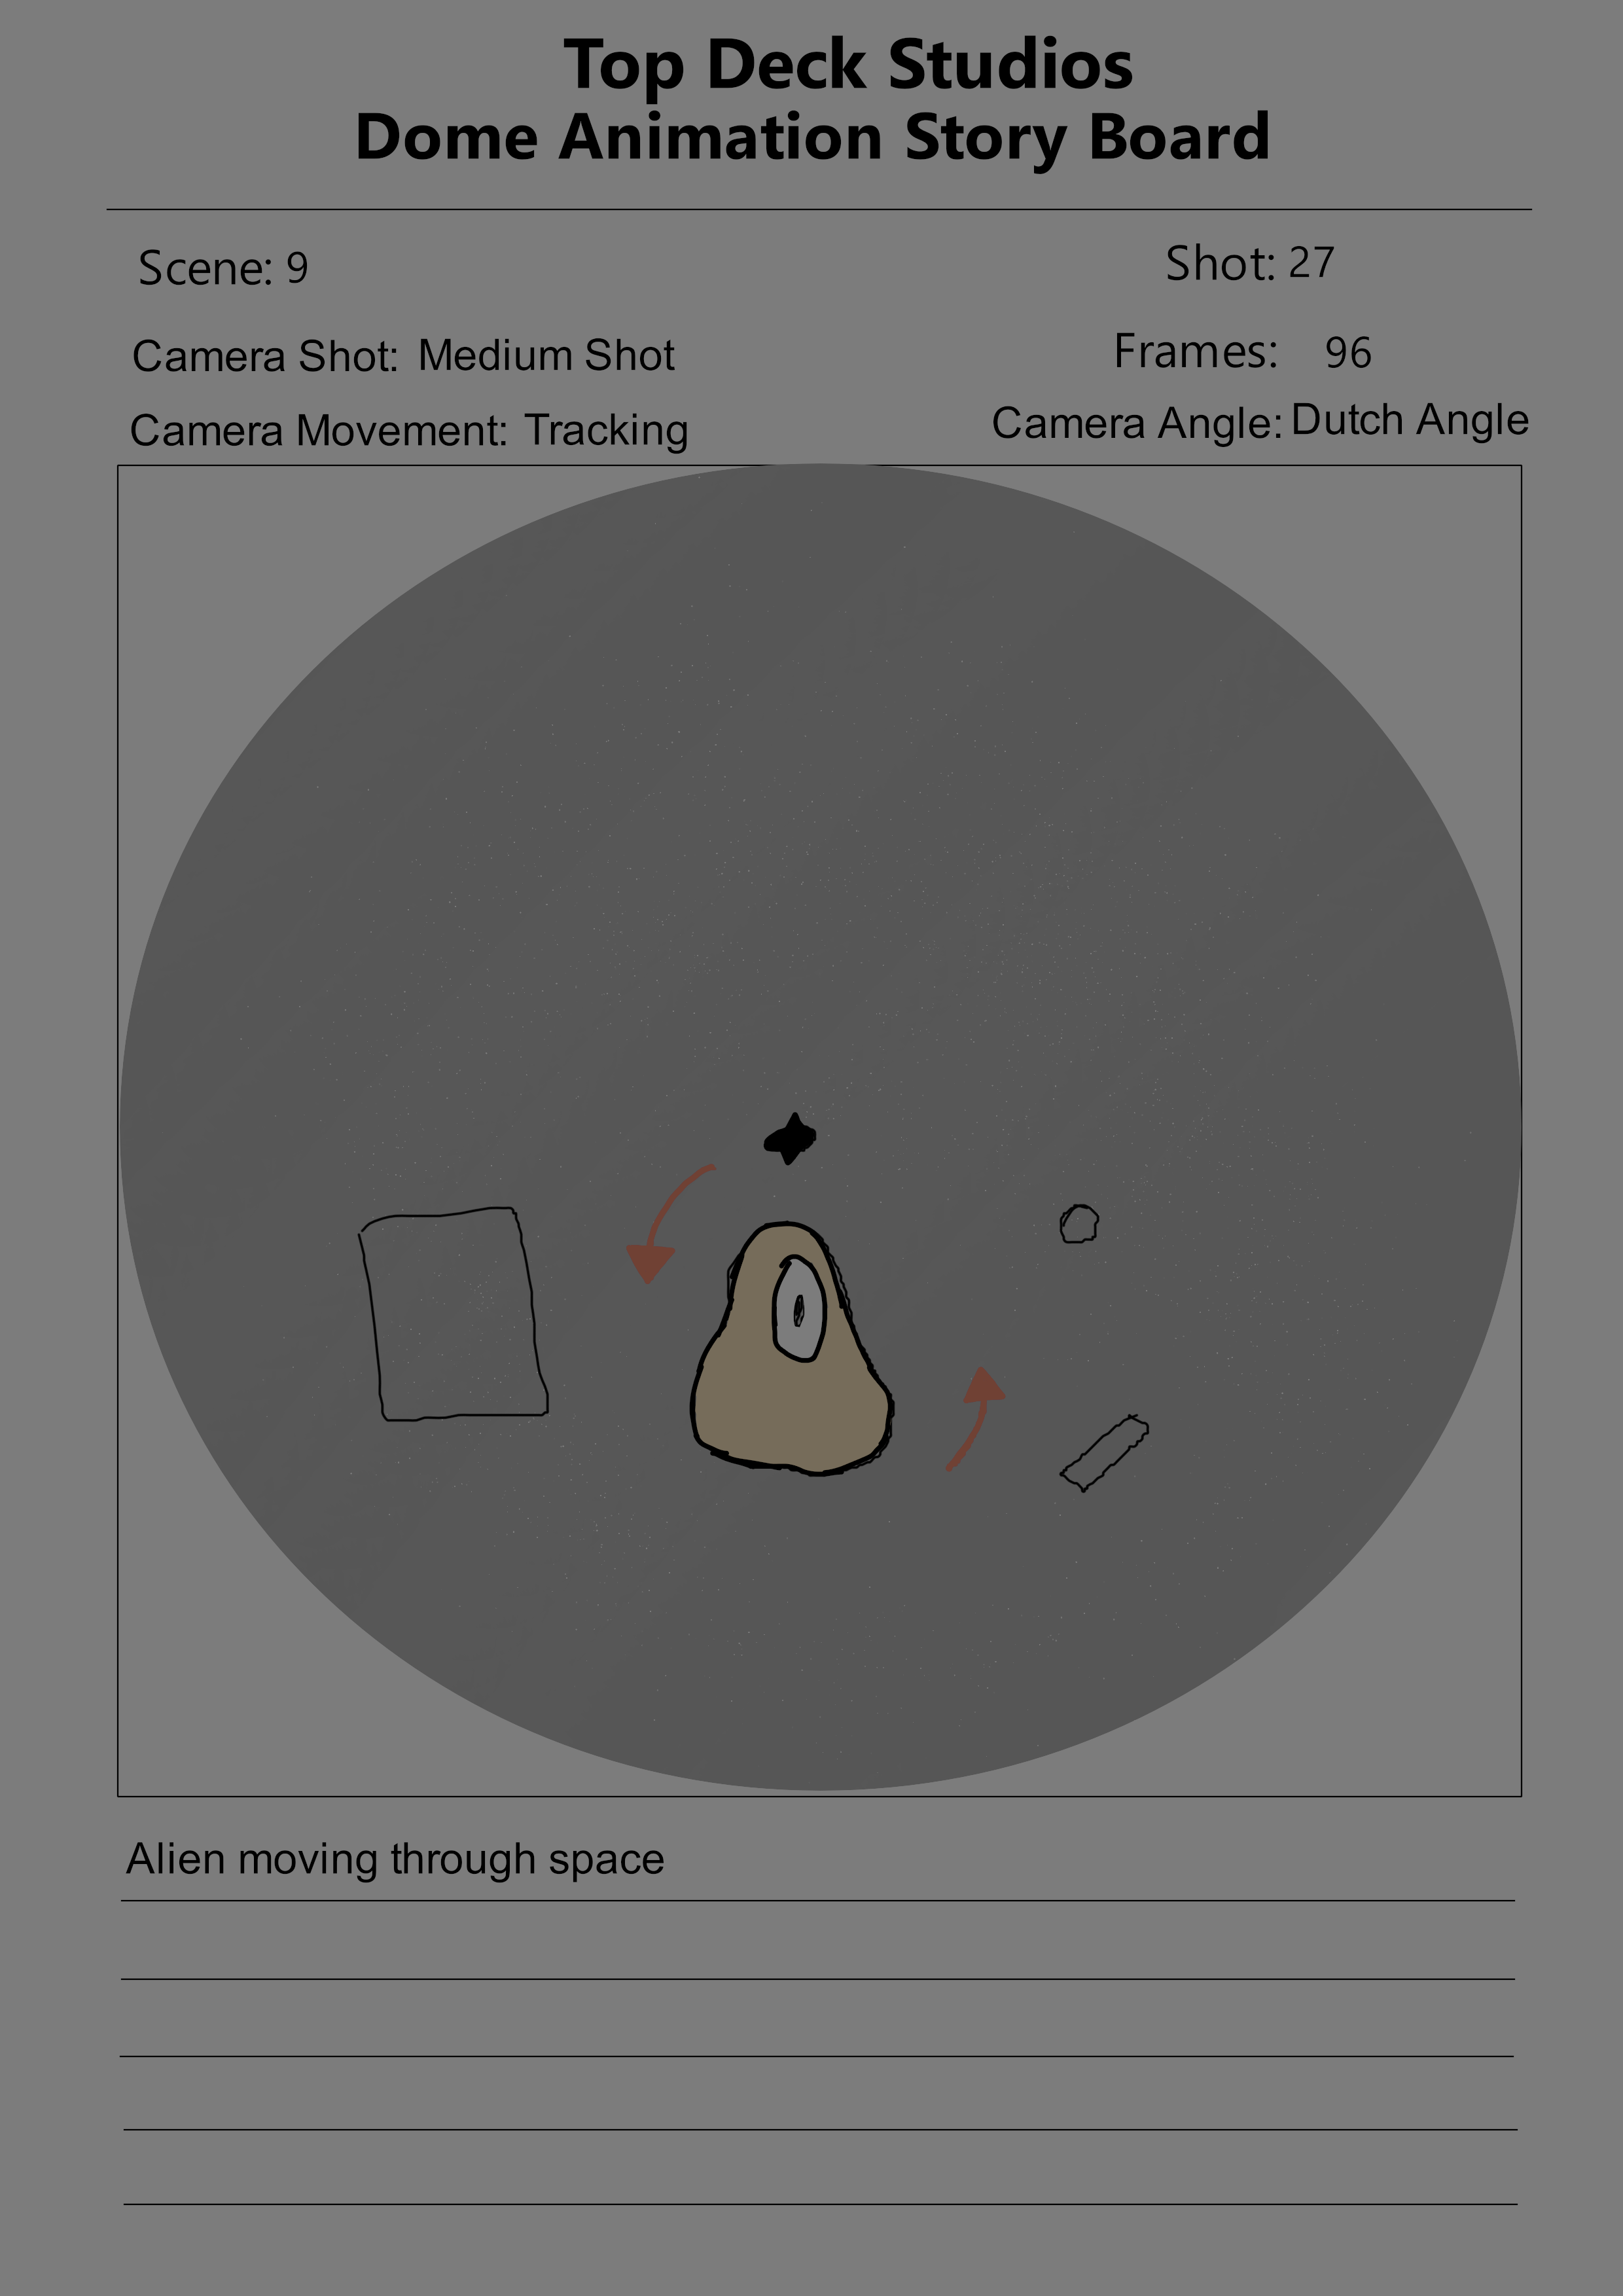 Top Deck Studios
Dome Animation Story Board
Scene: 9
Shot: 27
Camera Shot: Medium Shot
Frames: 96
Camera Movement: Tracking
Camera Angle: Dutch Angle
Alien moving through space